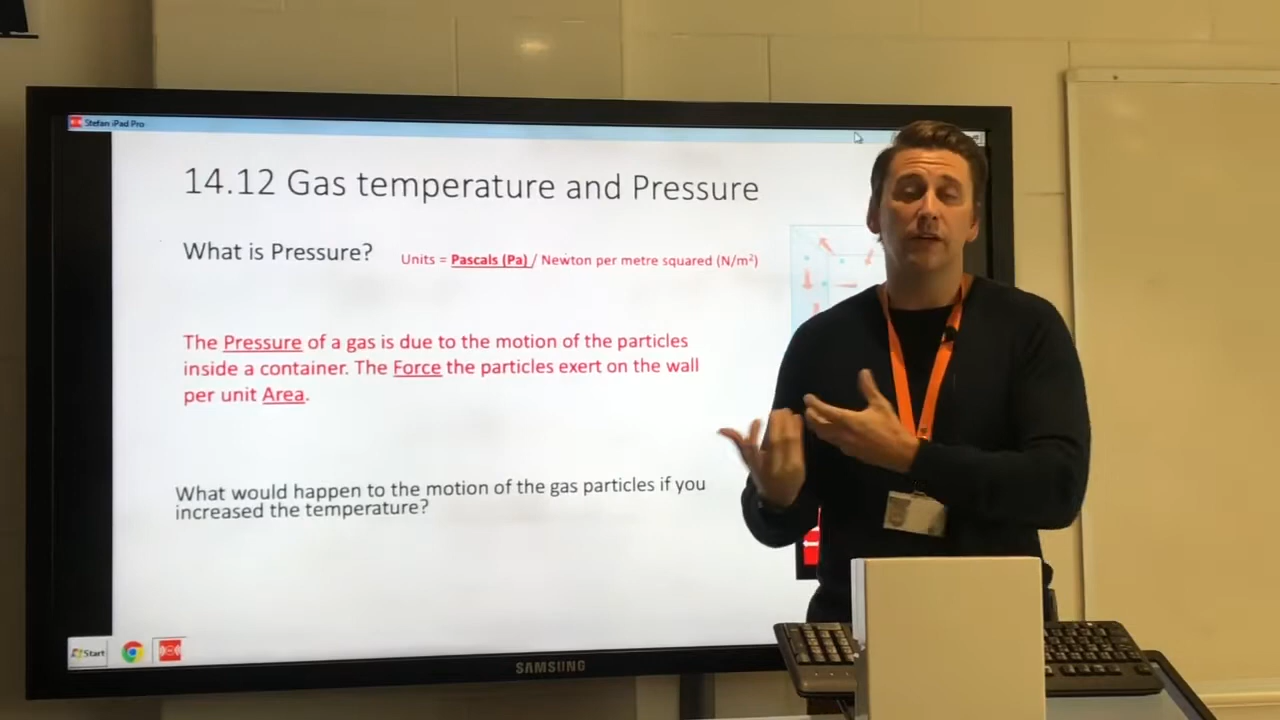 Stefan iPad Pro
14.12 Gas temperature and Pressure
What is Pressure?
Units = Pascals (Pa) / Newton per metre squared (N/m²)
The Pressure of a gas is due to the motion of the particles
inside a container. The Force the particles exert on the wall
per unit Area.
What would happen to the motion of the gas particles if you
increased the temperature?
Start
SAMSUNG